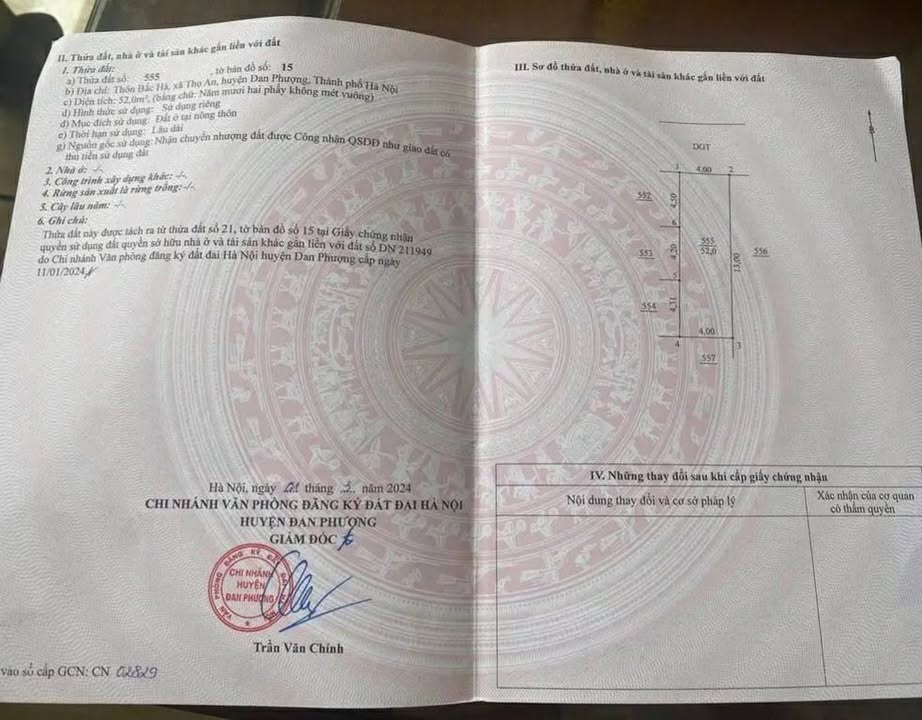 II. Thửa đất, nhà ở và tài sản khác gắn liền với đất
1. Thửa đất:
a) Thửa đất số: 555 , tờ bản đồ số: 15
b) Địa chỉ: Thôn Bắc Hà, xã Thọ An, huyện Đan Phượng, Thành phố Hà Nội
c) Diện tích: 52,0m², (bằng chữ: Năm mươi hai phẩy không mét vuông)
d) Hình thức sử dụng: Sử dụng riêng
đ) Mục đích sử dụng: Đất ở tại nông thôn
e) Thời hạn sử dụng: Lâu dài
g) Nguồn gốc sử dụng: Nhận chuyển nhượng đất được Công nhận QSDĐ như giao đất có
thu tiền sử dụng đất
2. Nhà ở: -/-.
3. Công trình xây dựng khác: -/-.
4. Rừng sản xuất là rừng trồng: -/-.
5. Cây lâu năm: -/-.
6. Ghi chú:
Thửa đất này được tách ra từ thửa đất số 21, tờ bản đồ số 15 tại Giấy chứng nhận
quyền sử dụng đất quyền sở hữu nhà ở và tài sản khác gắn liền với đất số DN 211949
do Chi nhánh Văn phòng đăng ký đất đai Hà Nội huyện Đan Phượng cấp ngày
11/01/2024
Hà Nội, ngày 01 tháng 2 năm 2024
CHI NHÁNH VĂN PHÒNG ĐĂNG KÝ ĐẤT ĐAI HÀ NỘI
HUYỆN ĐAN PHƯỢNG
GIÁM ĐỐC
CHI NHÁNH
HUYỆN
ĐAN PHƯỢNG
Trần Văn Chính
vào sổ cấp GCN: CN 02829
III. Sơ đồ thửa đất, nhà ở và tài sản khác gắn liền với đất
B
DGT
1 4,00 2
552
4,50
6
553
4,20
555
52,0
13,00
556
5
554
4,31
4,00
4
3
557
IV. Những thay đổi sau khi cấp giấy chứng nhận
Nội dung thay đổi và cơ sở pháp lý
Xác nhận của cơ quan
có thẩm quyền